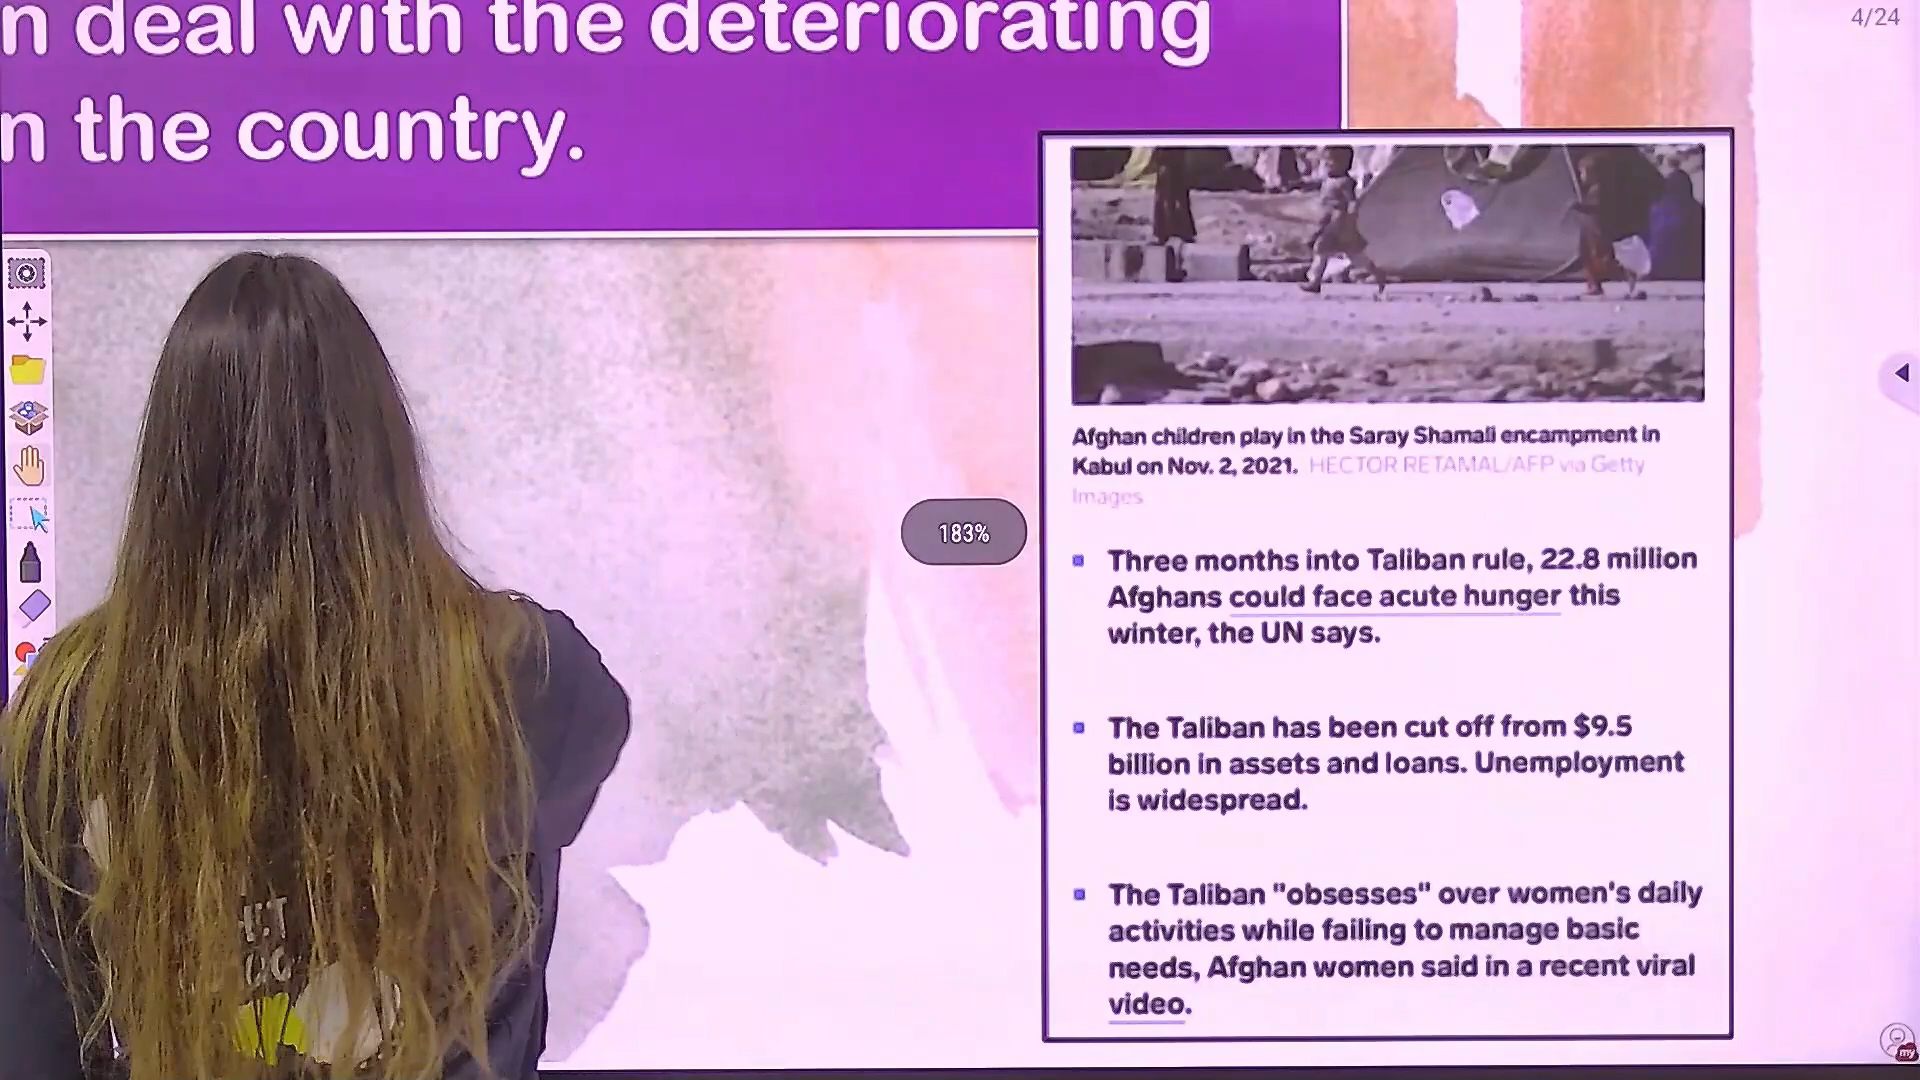 n deal with the deteriorating
n the country.
4/24
183%
Afghan children play in the Saray Shamali encampment in
Kabul on Nov. 2, 2021. HECTOR RETAMAL/AFP via Getty
Images
Three months into Taliban rule, 22.8 million
Afghans could face acute hunger this
winter, the UN says.
The Taliban has been cut off from $9.5
billion in assets and loans. Unemployment
is widespread.
The Taliban "obsesses" over women's daily
activities while failing to manage basic
needs, Afghan women said in a recent viral
video.
my